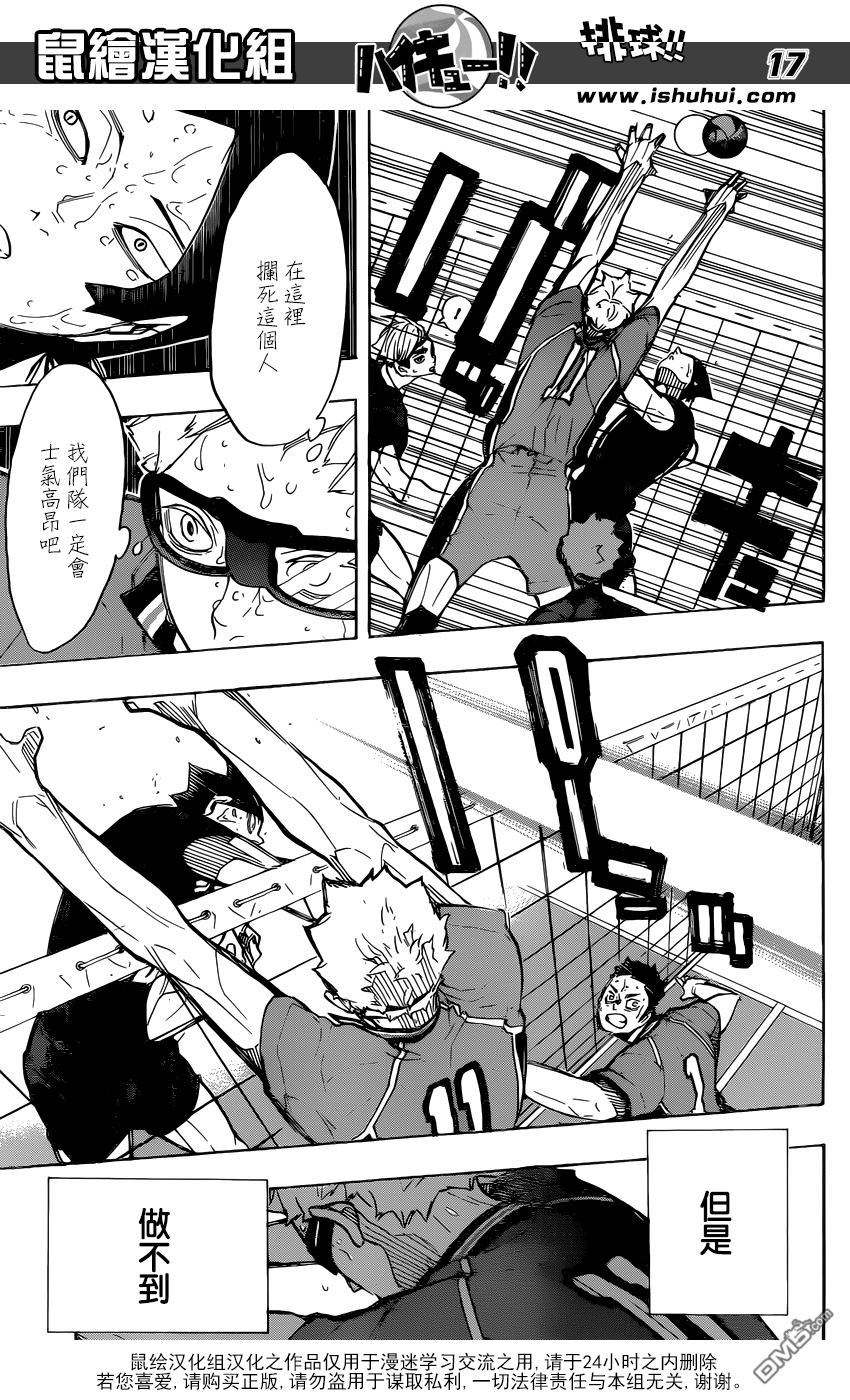 鼠繪漢化組
ハイキュー!!
排球!!
17
www.ishuhui.com
在這裡
攔死這個人
我們隊一定會
士氣高昂吧
11
1
但是
做不到
鼠绘汉化组汉化之作品仅用于漫迷学习交流之用,请于24小时之内删除
若您喜爱,请购买正版,请勿盗用于谋取私利,一切法律责任与本组无关,谢谢。
DM5.com